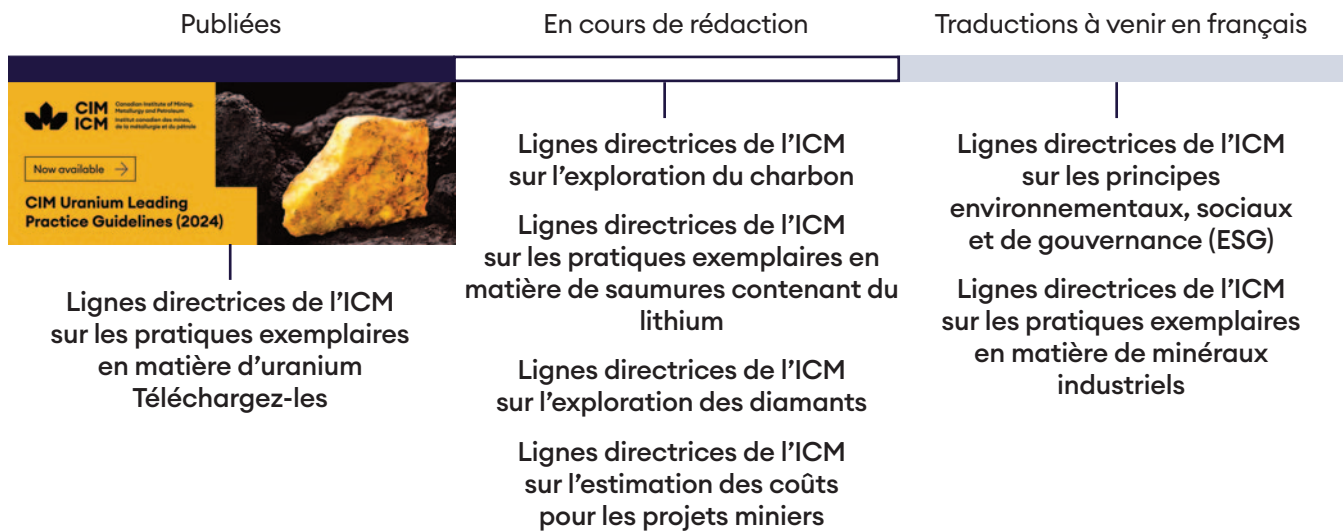 Publiées
En cours de rédaction
Traductions à venir en français
CIM
ICM
Canadian Institute of Mining,
Metallurgy and Petroleum
Institut canadien des mines,
de la métallurgie et du pétrole
Now available →
CIM Uranium Leading
Practice Guidelines (2024)
Lignes directrices de l’ICM
sur les pratiques exemplaires
en matière d’uranium
Téléchargez-les
Lignes directrices de l’ICM
sur l’exploration du charbon
Lignes directrices de l’ICM
sur les pratiques exemplaires en
matière de saumures contenant du
lithium
Lignes directrices de l’ICM
sur l’exploration des diamants
Lignes directrices de l’ICM
sur l’estimation des coûts
pour les projets miniers
Lignes directrices de l’ICM
sur les principes
environnementaux, sociaux
et de gouvernance (ESG)
Lignes directrices de l’ICM
sur les pratiques exemplaires
en matière de minéraux
industriels